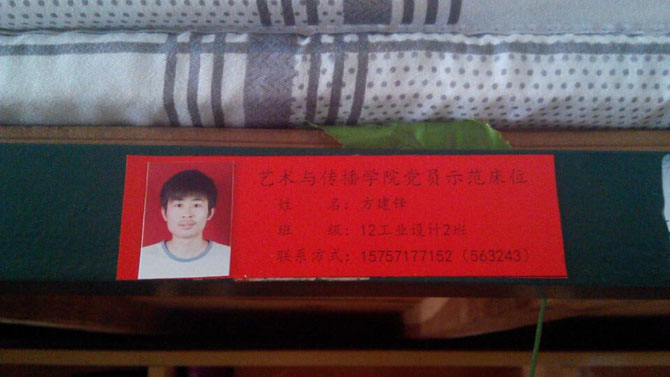 艺术与传播学院党员示范床位
姓 名:方建锋
班 级:12工业设计2班
联系方式:15757177152(563243)